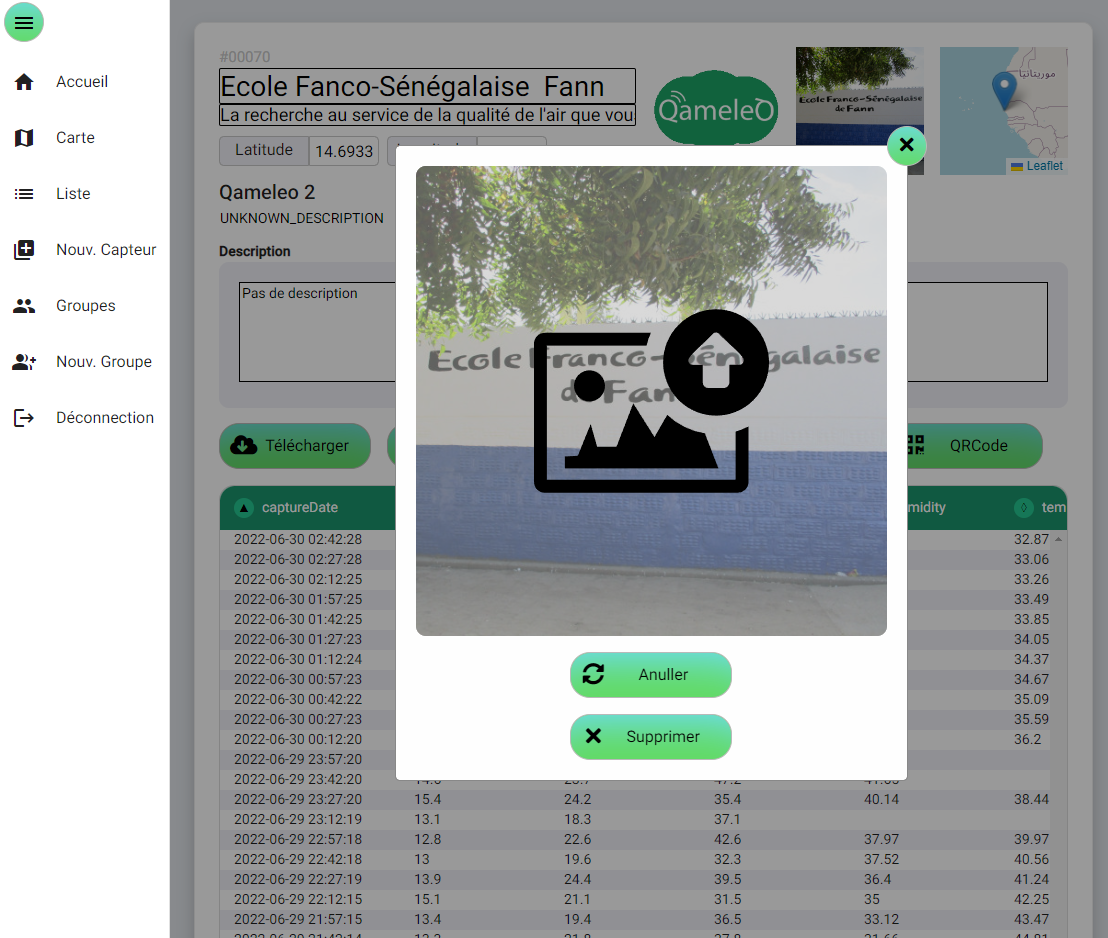 Accueil
Carte
Liste
Nouv. Capteur
Groupes
Nouv. Groupe
Déconnection
#00070
Ecole Fanco-Sénégalaise Fann
La recherche au service de la qualité de l'air que vou
Latitude 14.6933
QameleO
Ecole Franco-Sénégalaise
de Fann
موريتانيا
Leaflet
Qameleo 2
UNKNOWN_DESCRIPTION
Description
Pas de description
Ecole Franco-Sénégalaise
de Fann
Télécharger
QRCode
Anuller
Supprimer
captureDate midity tem
2022-06-30 02:42:28 32.87
2022-06-30 02:27:28 33.06
2022-06-30 02:12:25 33.26
2022-06-30 01:57:25 33.49
2022-06-30 01:42:25 33.85
2022-06-30 01:27:23 34.05
2022-06-30 01:12:24 34.37
2022-06-30 00:57:23 34.67
2022-06-30 00:42:22 35.09
2022-06-30 00:27:23 35.59
2022-06-30 00:12:20 36.2
2022-06-29 23:57:20
2022-06-29 23:42:20
2022-06-29 23:27:20 15.4 24.2 35.4 40.14 38.44
2022-06-29 23:12:19 13.1 18.3 37.1
2022-06-29 22:57:18 12.8 22.6 42.6 37.97 39.97
2022-06-29 22:42:18 13 19.6 32.3 37.52 40.56
2022-06-29 22:27:19 13.9 24.4 39.5 36.4 41.24
2022-06-29 22:12:15 15.1 21.1 31.5 35 42.25
2022-06-29 21:57:15 13.4 19.4 36.5 33.12 43.47